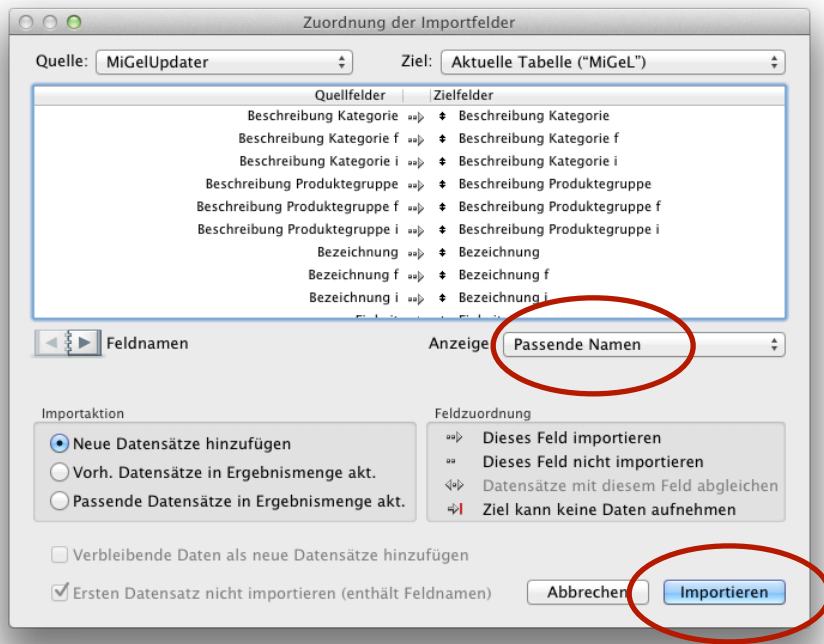 Zuordnung der Importfelder
Quelle: MiGelUpdater Ziel: Aktuelle Tabelle (“MiGeL”)
Quellfelder Zielfelder
Beschreibung Kategorie Beschreibung Kategorie
Beschreibung Kategorie f Beschreibung Kategorie f
Beschreibung Kategorie i Beschreibung Kategorie i
Beschreibung Produktegruppe Beschreibung Produktegruppe
Beschreibung Produktegruppe f Beschreibung Produktegruppe f
Beschreibung Produktegruppe i Beschreibung Produktegruppe i
Bezeichnung Bezeichnung
Bezeichnung f Bezeichnung f
Bezeichnung i Bezeichnung i
Feldnamen Anzeige Passende Namen
Importaktion Feldzuordnung
Neue Datensätze hinzufügen Dieses Feld importieren
Vorh. Datensätze in Ergebnismenge akt. Dieses Feld nicht importieren
Passende Datensätze in Ergebnismenge akt. Datensätze mit diesem Feld abgleichen
Ziel kann keine Daten aufnehmen
Verbleibende Daten als neue Datensätze hinzufügen
Ersten Datensatz nicht importieren (enthält Feldnamen) Abbrechen Importieren